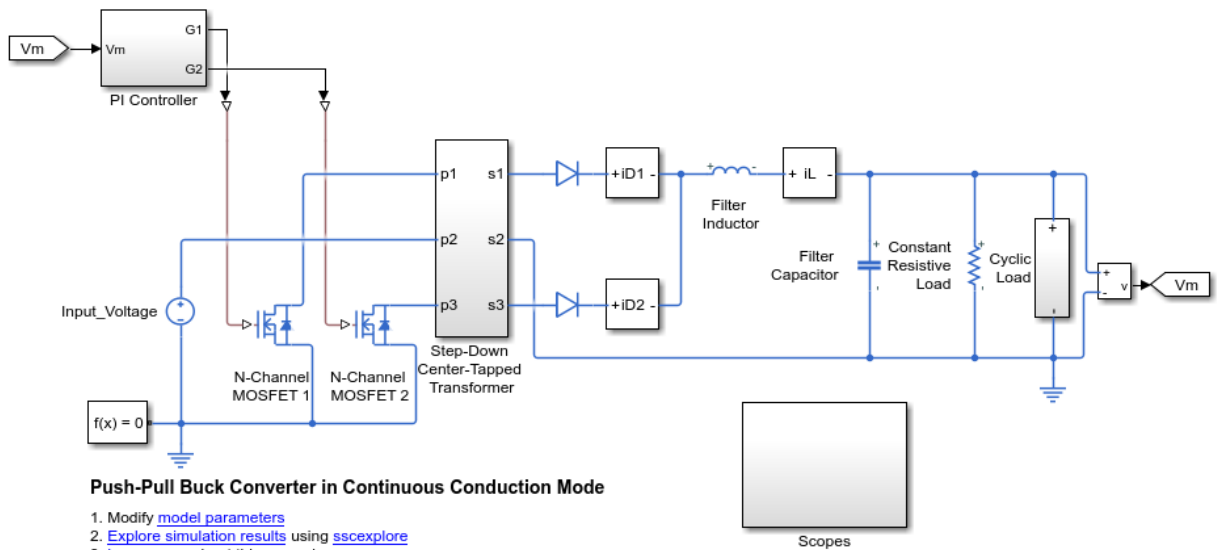 Vm
Vm
G1
G2
PI Controller
p1
s1
p2
s2
p3
s3
+iD1 -
+iD2 -
+ -
Filter
Inductor
+ iL -
Filter
Capacitor
+
-
Constant
Resistive
Load
+
-
Cyclic
Load
+
-
+
-
v
Vm
Input_Voltage
+
-
N-Channel
MOSFET 1
N-Channel
MOSFET 2
Step-Down
Center-Tapped
Transformer
f(x) = 0
Push-Pull Buck Converter in Continuous Conduction Mode
1. Modify model parameters
2. Explore simulation results using sscexplore
Scopes